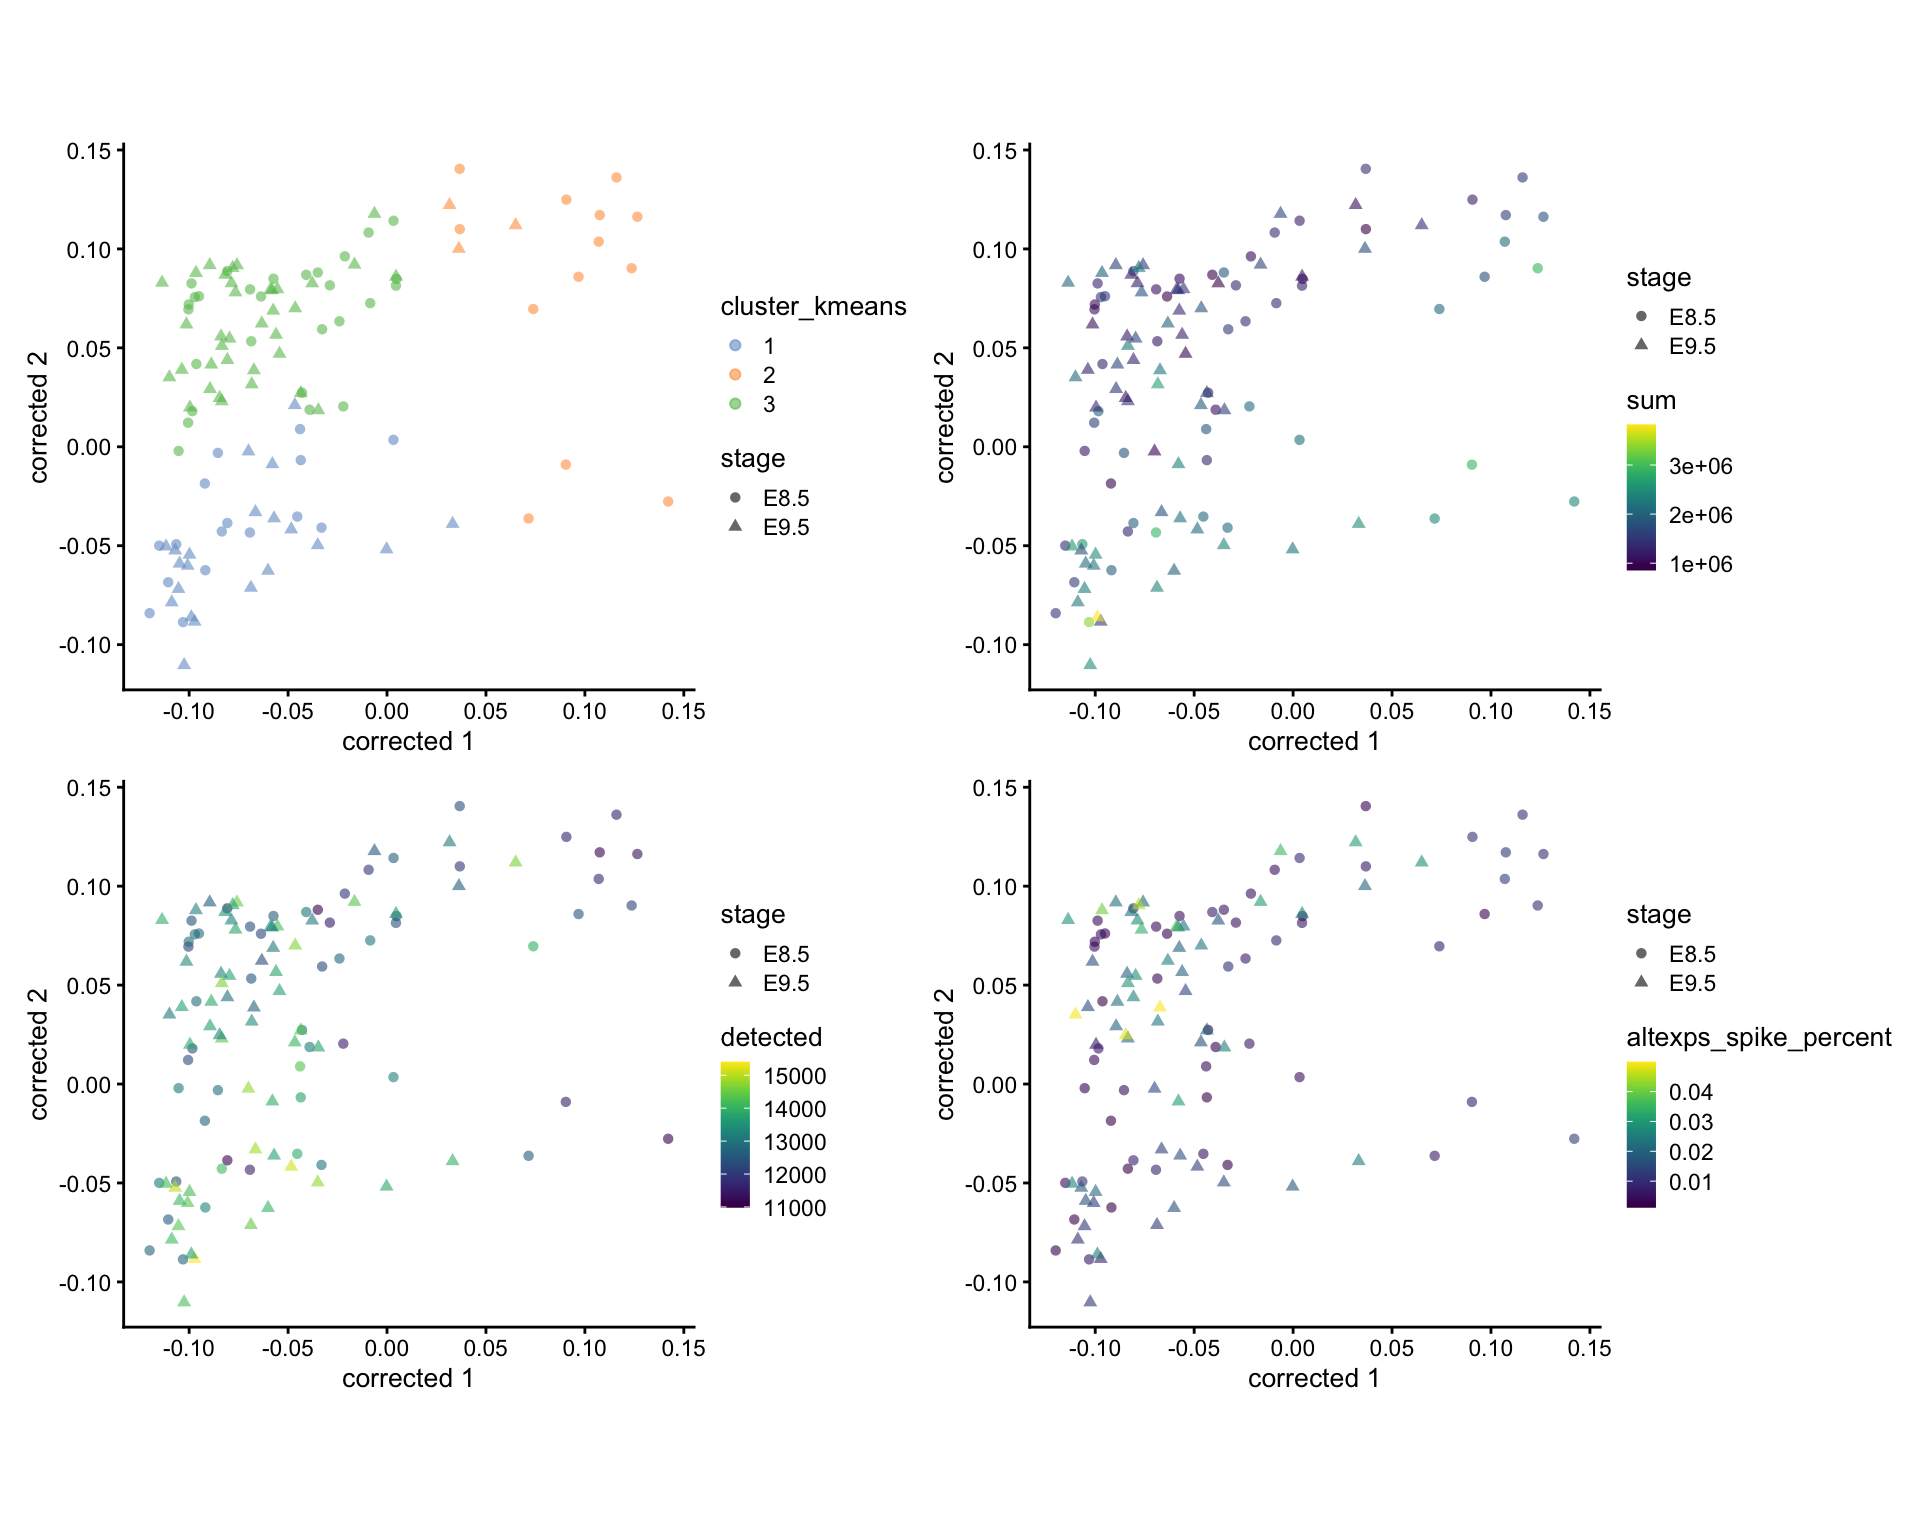 0.15
0.10
0.05
0.00
-0.05
-0.10
corrected 2
-0.10 -0.05 0.00 0.05 0.10 0.15
corrected 1
cluster_kmeans
1
2
3
stage
E8.5
E9.5
0.15
0.10
0.05
0.00
-0.05
-0.10
corrected 2
-0.10 -0.05 0.00 0.05 0.10 0.15
corrected 1
stage
E8.5
E9.5
sum
3e+06
2e+06
1e+06
0.15
0.10
0.05
0.00
-0.05
-0.10
corrected 2
-0.10 -0.05 0.00 0.05 0.10 0.15
corrected 1
stage
E8.5
E9.5
detected
15000
14000
13000
12000
11000
0.15
0.10
0.05
0.00
-0.05
-0.10
corrected 2
-0.10 -0.05 0.00 0.05 0.10 0.15
corrected 1
stage
E8.5
E9.5
altexps_spike_percent
0.04
0.03
0.02
0.01